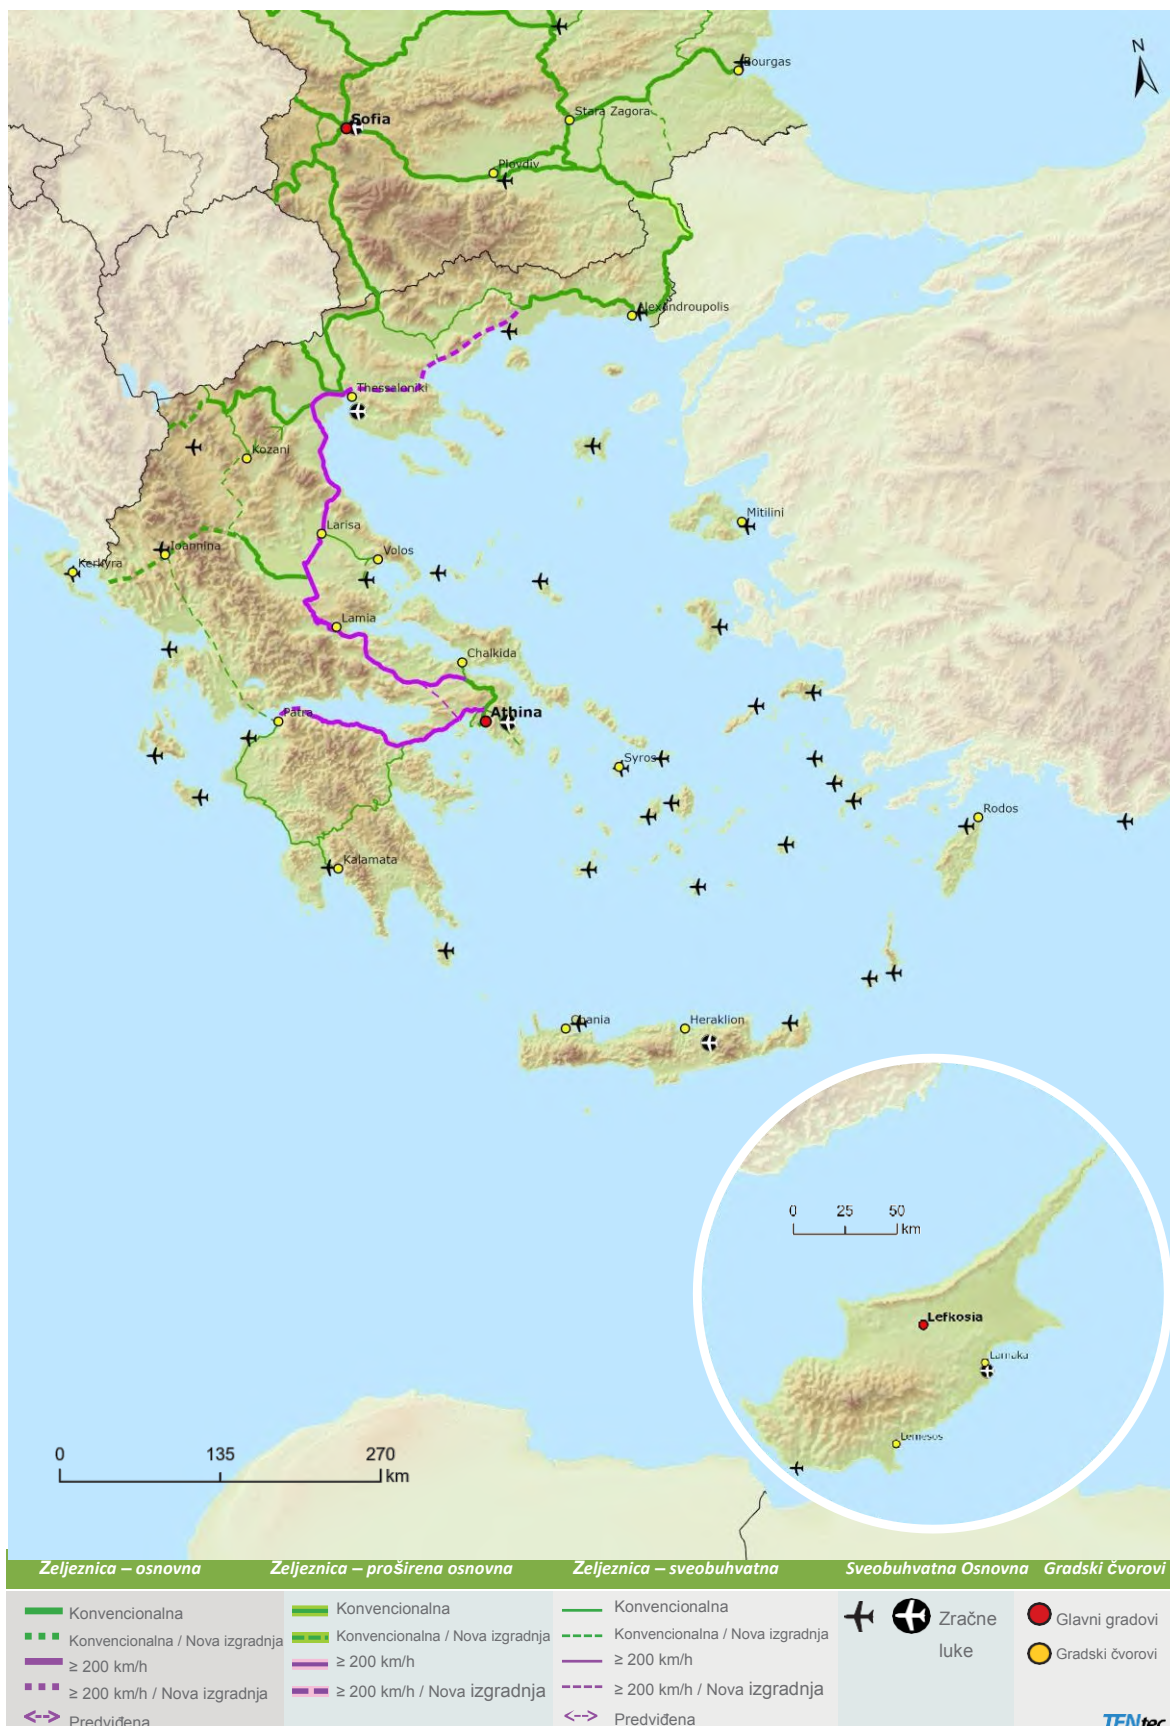 N
Bourgas
Stara Zagora
Sofia
Plovdiv
Alexandroupolis
Thessaloniki
Kozani
Mitilini
Larisa
Ioannina
Volos
Kerkyra
Lamia
Chalkida
Patra
Athina
Syros
Rodos
Kalamata
Chania
Heraklion
0 25 50
km
Lefkosia
Larnaka
Lemesos
0 135 270
km
Željeznica – osnovna Željeznica – proširena osnovna Željeznica – sveobuhvatna Sveobuhvatna Osnovna Gradski čvorovi
Konvencionalna
Konvencionalna / Nova izgradnja
≥ 200 km/h
≥ 200 km/h / Nova izgradnja
Predviđena
Konvencionalna
Konvencionalna / Nova izgradnja
≥ 200 km/h
≥ 200 km/h / Nova izgradnja
Konvencionalna
Konvencionalna / Nova izgradnja
≥ 200 km/h
≥ 200 km/h / Nova izgradnja
Predviđena
Zračne
luke
Glavni gradovi
Gradski čvorovi
TENtec